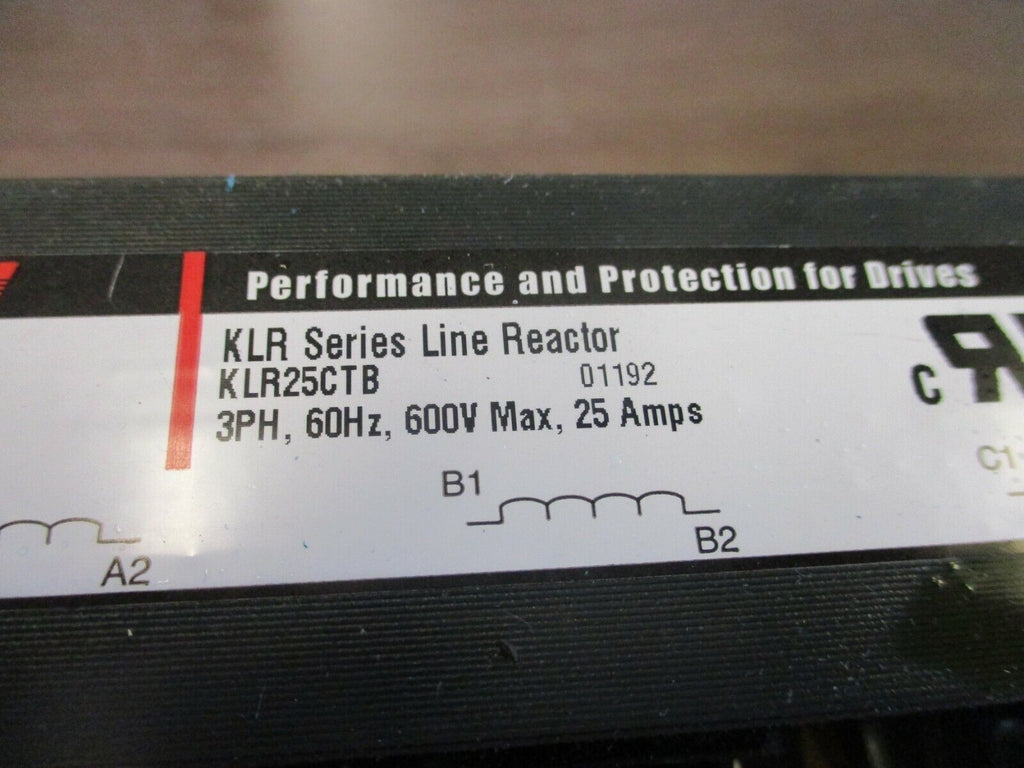 Performance and Protection for Drives
KLR Series Line Reactor
KLR25CTB 01192
3PH, 60Hz, 600V Max, 25 Amps
C
B1
C1
B2
A2